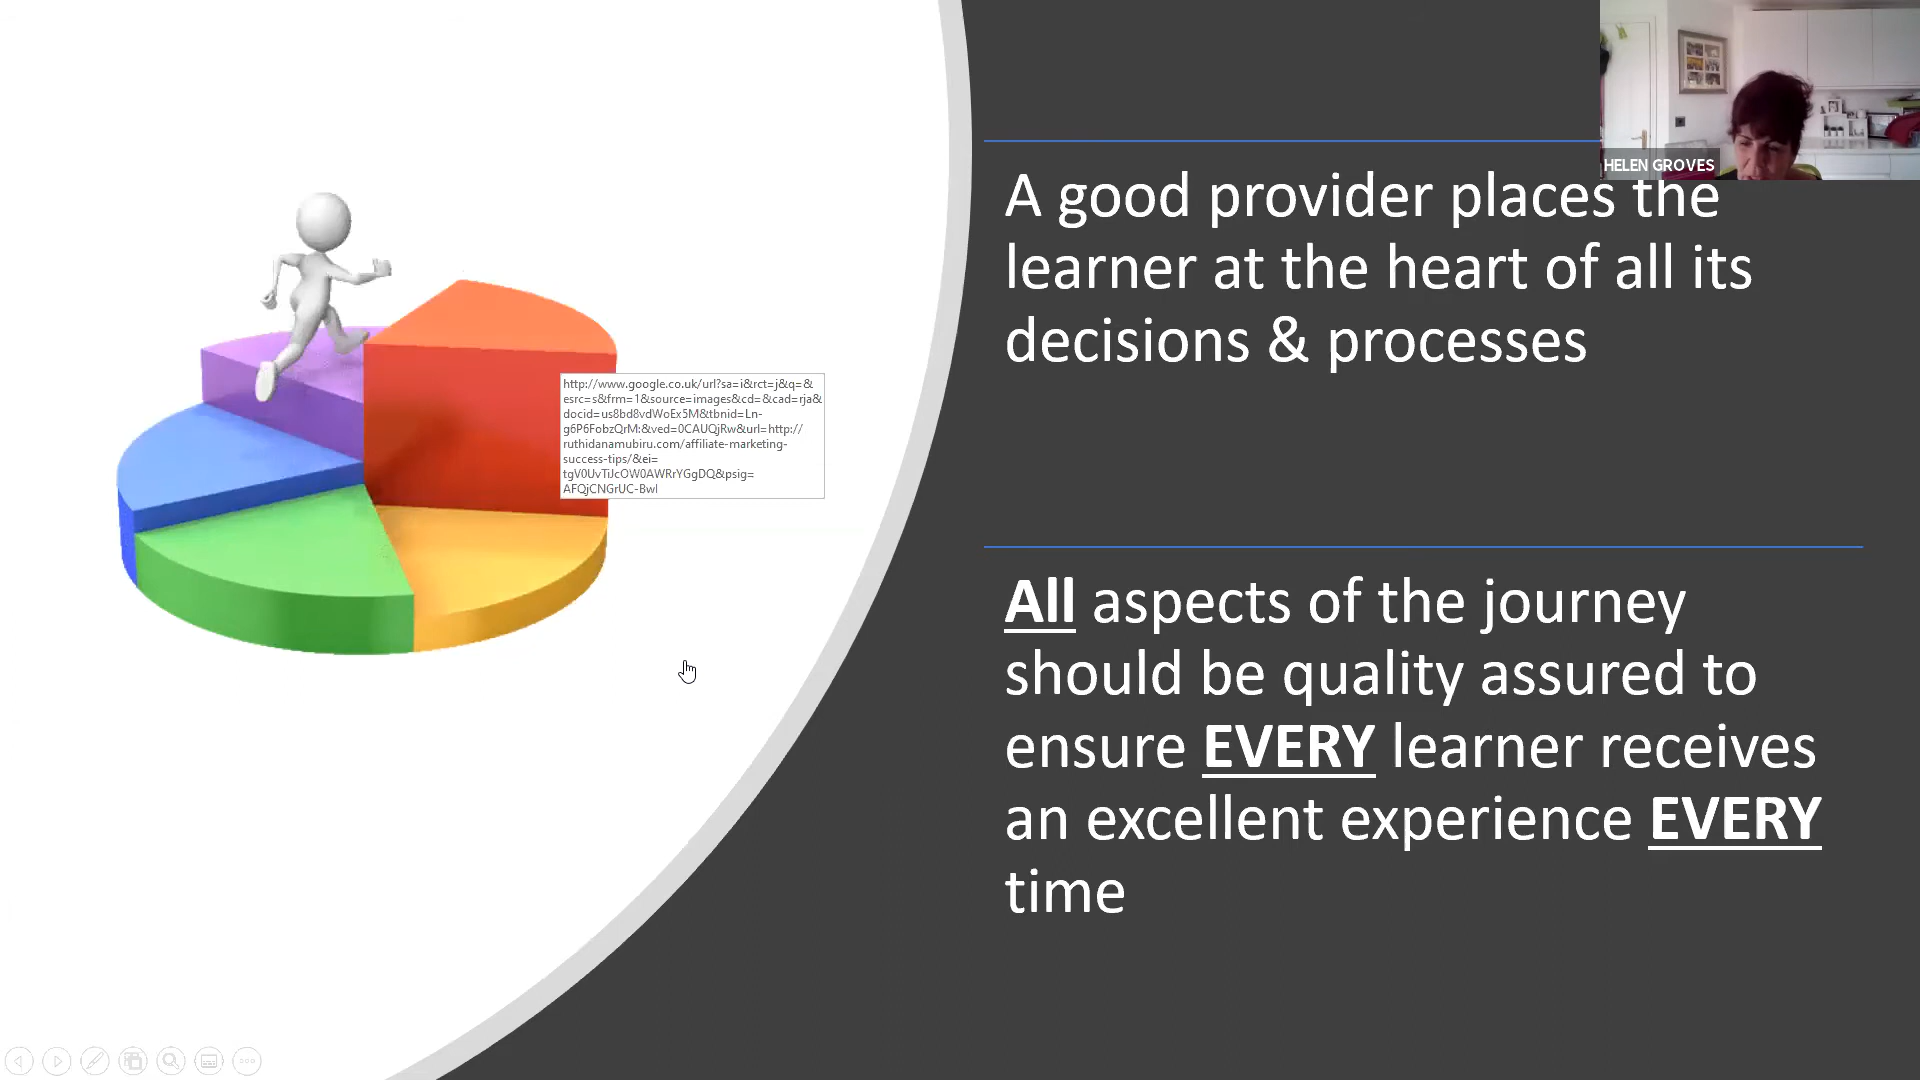 HELEN GROVES
A good provider places the
learner at the heart of all its
decisions & processes
http://www.google.co.uk/url?sa=i&rct=j&q=&
esrc=s&frm=1&source=images&cd=&cad=rja&
docid=us8bd8vdWoEx5M&tbnid=Ln-
g6P6FobzQrM:&ved=0CAUQjRw&url=http://
ruthidanamubiru.com/affiliate-marketing-
success-tips/&ei=
tgV0UvTiJcOW0AWRrYGgDQ&psig=
AFQjCNGrUC-Bwl
All aspects of the journey
should be quality assured to
ensure EVERY learner receives
an excellent experience EVERY
time